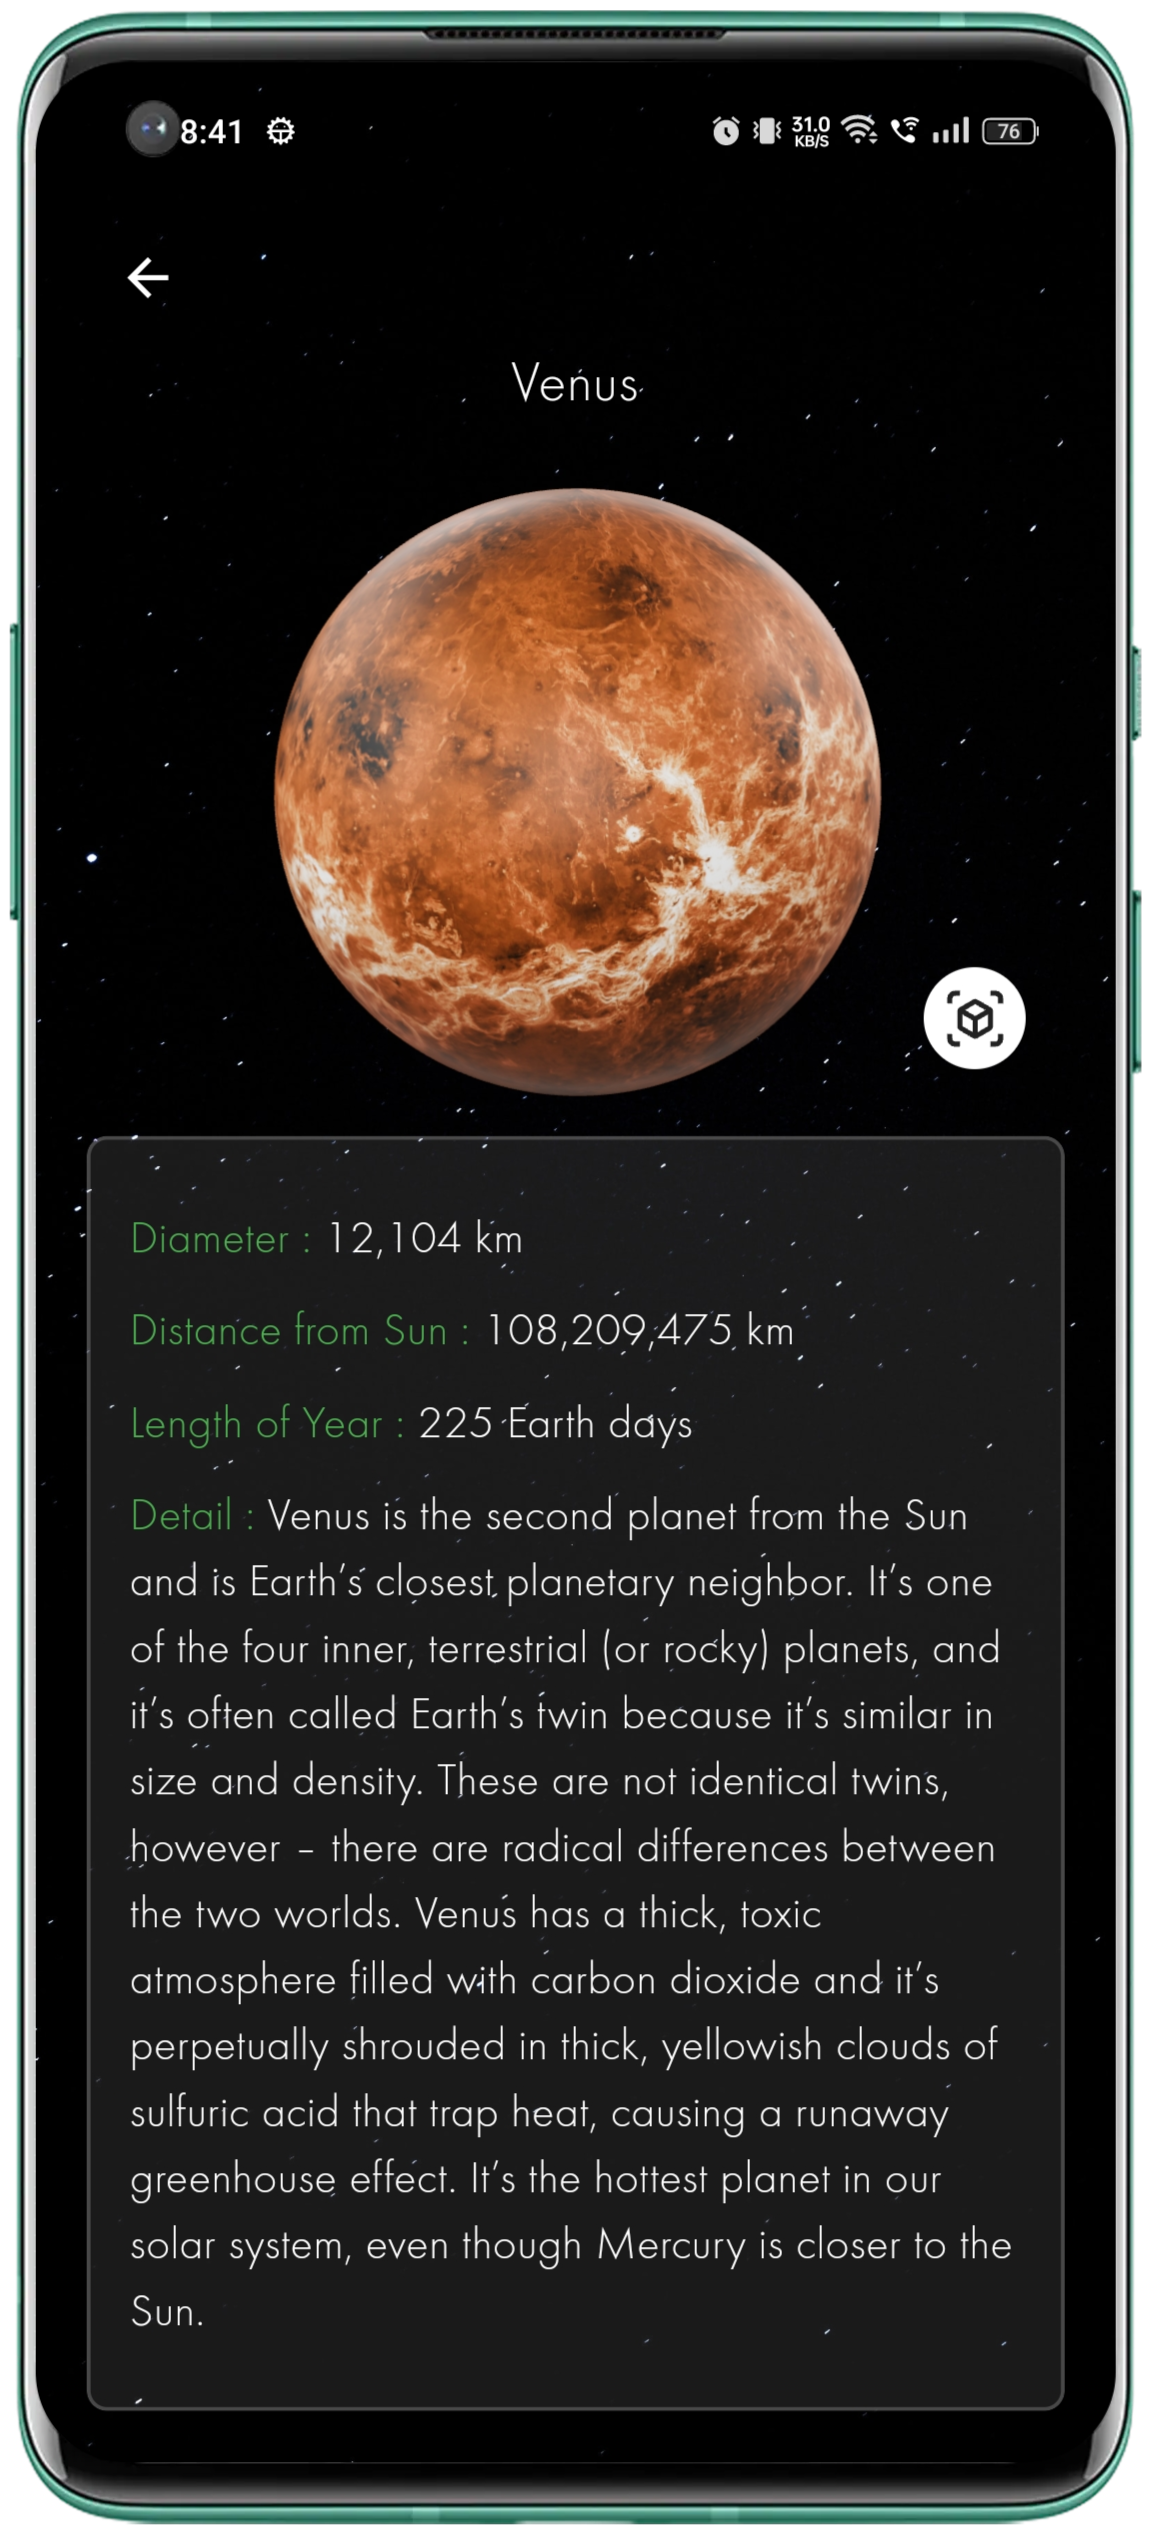 8:41
31.0
KB/S
76
Venus
Diameter : 12,104 km
Distance from Sun : 108,209,475 km
Length of Year : 225 Earth days
Detail : Venus is the second planet from the Sun
and is Earth’s closest planetary neighbor. It’s one
of the four inner, terrestrial (or rocky) planets, and
it’s often called Earth’s twin because it’s similar in
size and density. These are not identical twins,
however – there are radical differences between
the two worlds. Venus has a thick, toxic
atmosphere filled with carbon dioxide and it’s
perpetually shrouded in thick, yellowish clouds of
sulfuric acid that trap heat, causing a runaway
greenhouse effect. It’s the hottest planet in our
solar system, even though Mercury is closer to the
Sun.